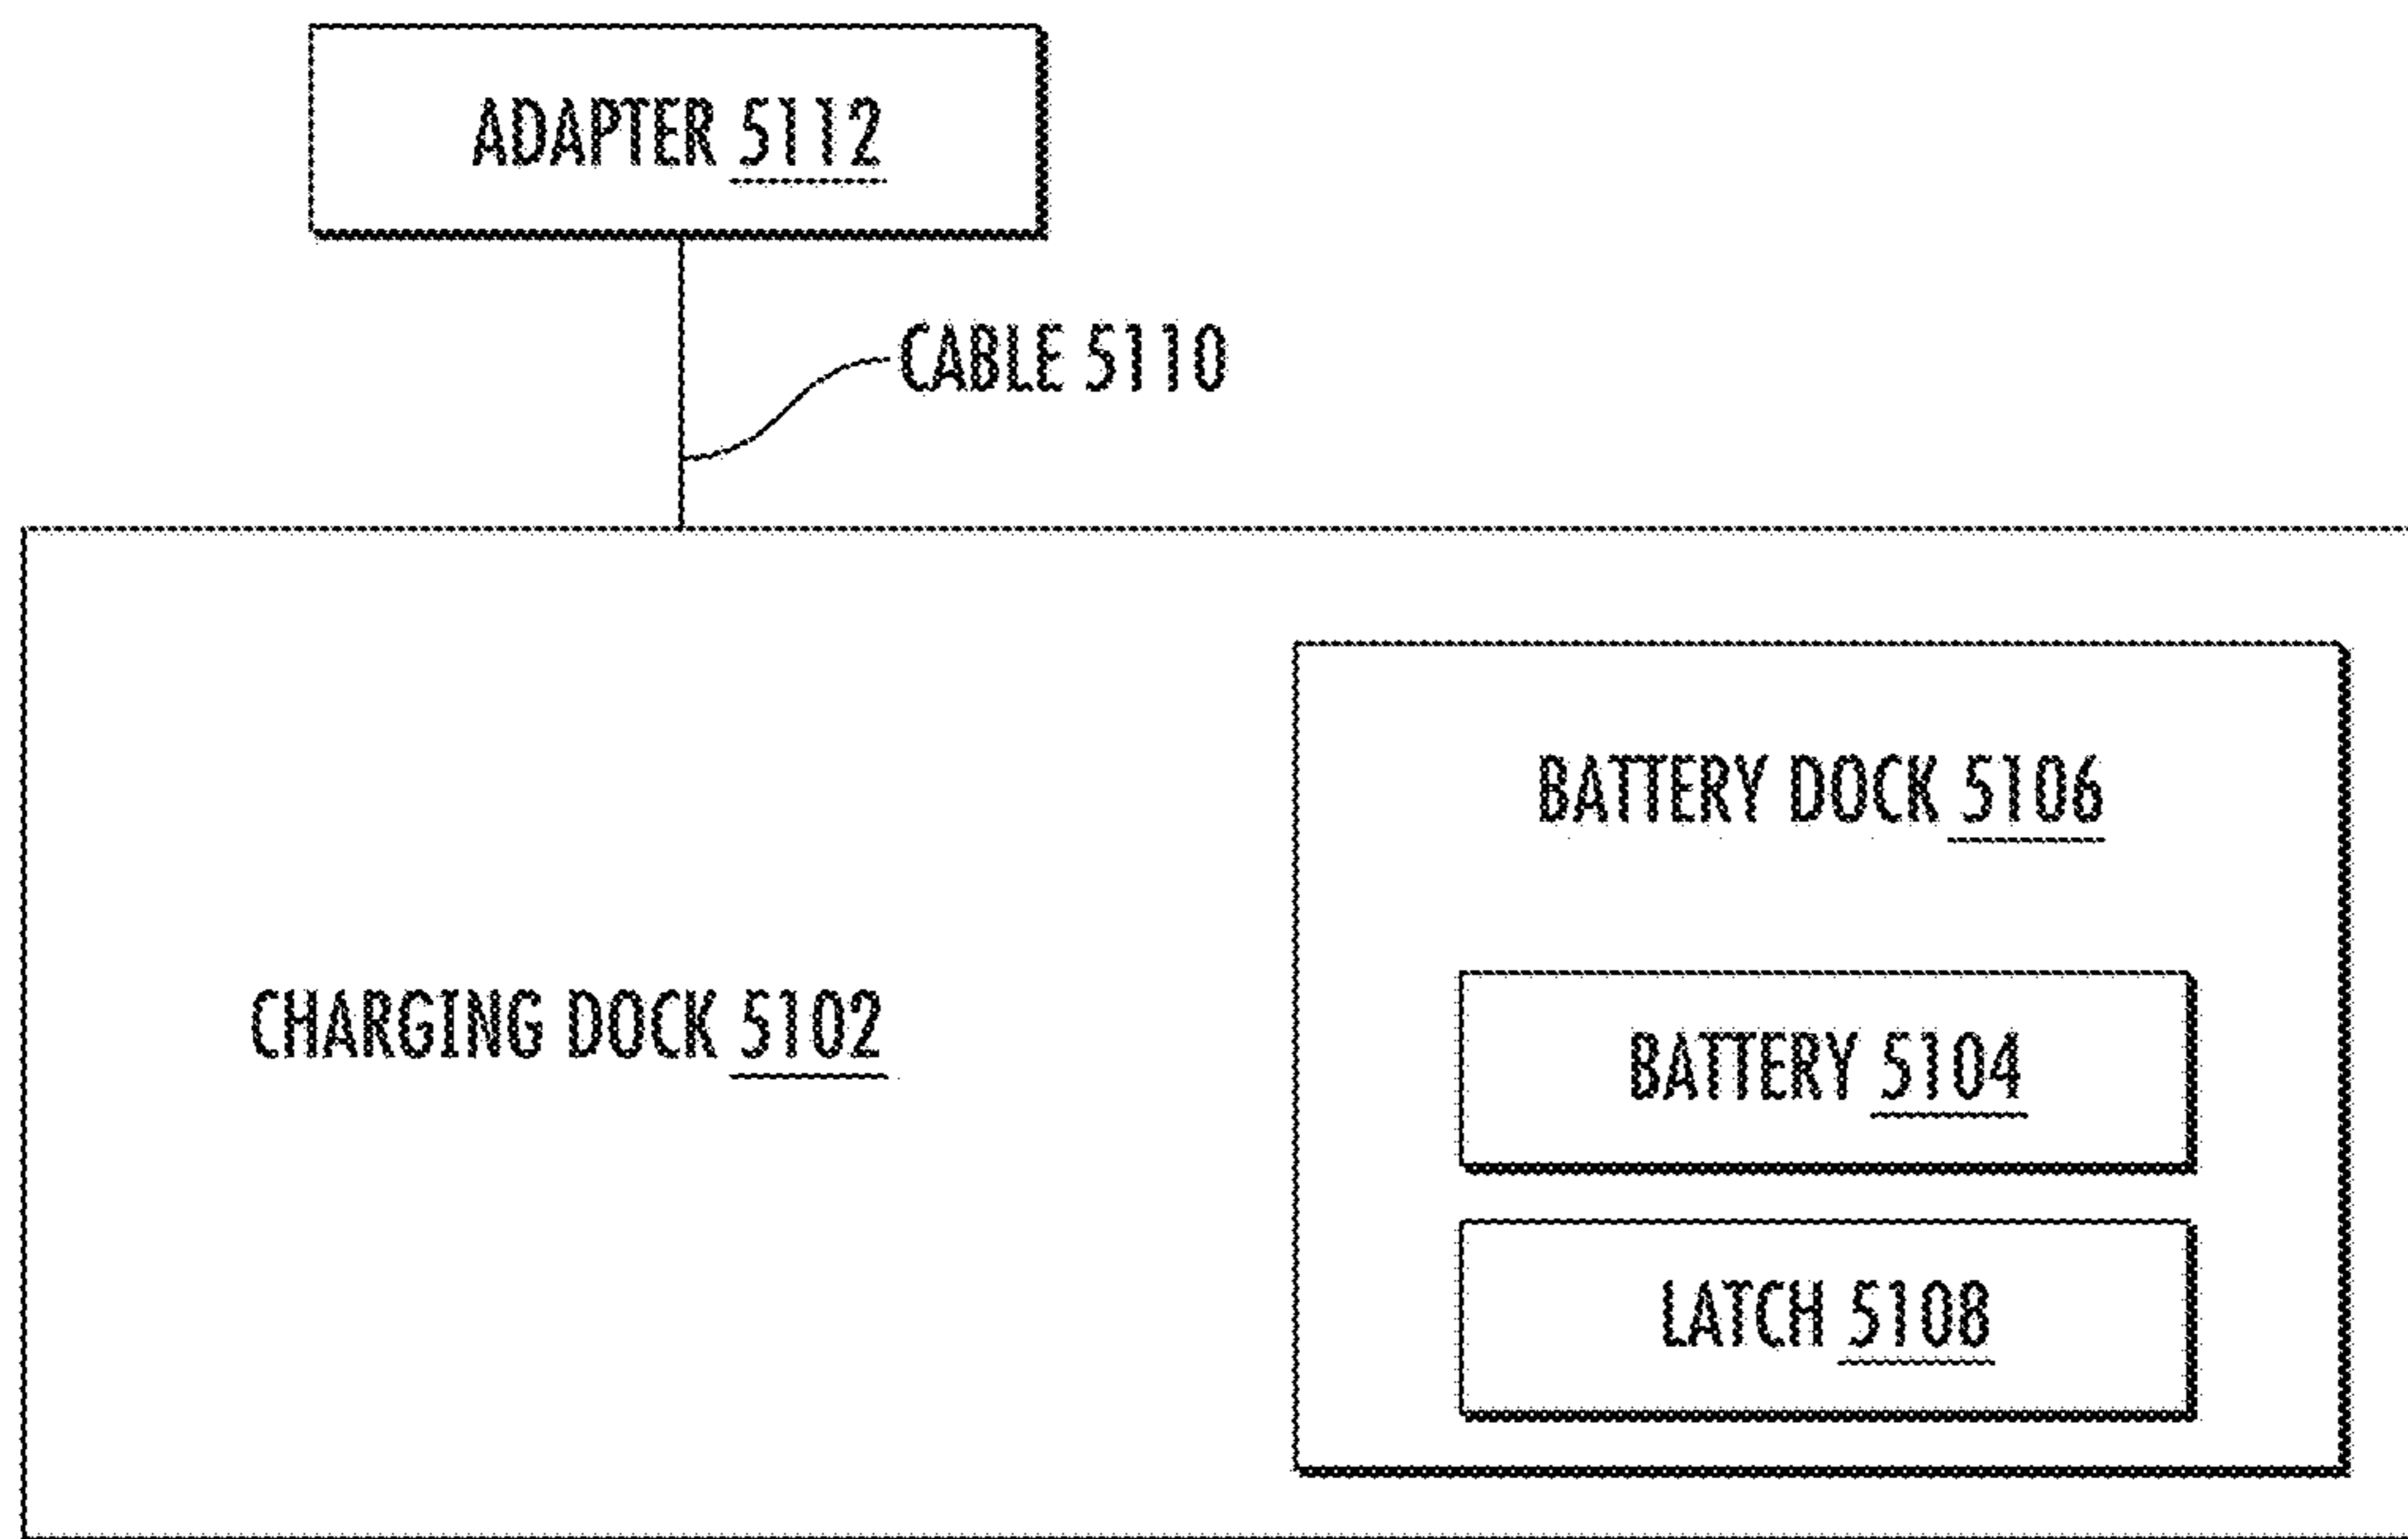 ADAPTER 5112
CABLE 5110
BATTERY DOCK 5106
CHARGING DOCK 5102
BATTERY 5104
LATCH 5108